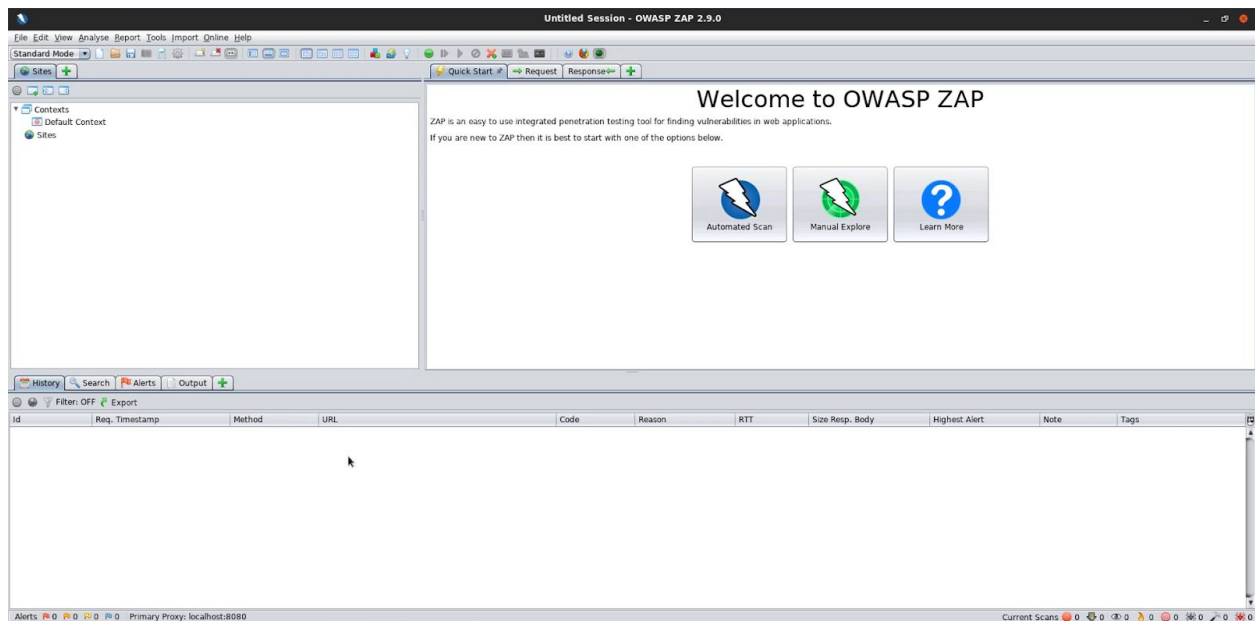 Untitled Session - OWASP ZAP 2.9.0
File Edit View Analyse Report Tools Import Online Help
Standard Mode
Sites
Quick Start Request Response
Contexts
Default Context
Sites
Welcome to OWASP ZAP
ZAP is an easy to use integrated penetration testing tool for finding vulnerabilities in web applications.
If you are new to ZAP then it is best to start with one of the options below.
Automated Scan Manual Explore Learn More
History Search Alerts Output
Filter: OFF Export
Id Req. Timestamp Method URL Code Reason RTT Size Resp. Body Highest Alert Note Tags
Alerts 0 0 0 0 Primary Proxy: localhost:8080 Current Scans 0 0 0 0 0 0 0 0